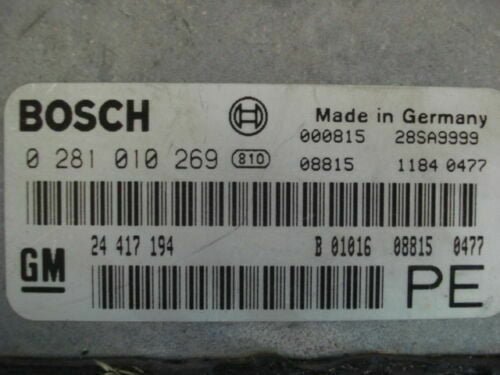 BOSCH Made in Germany
000815 28SA9999
0 281 010 269 810 08815 1184 0477
24 417 194 B 01016 08815 0477
GM PE